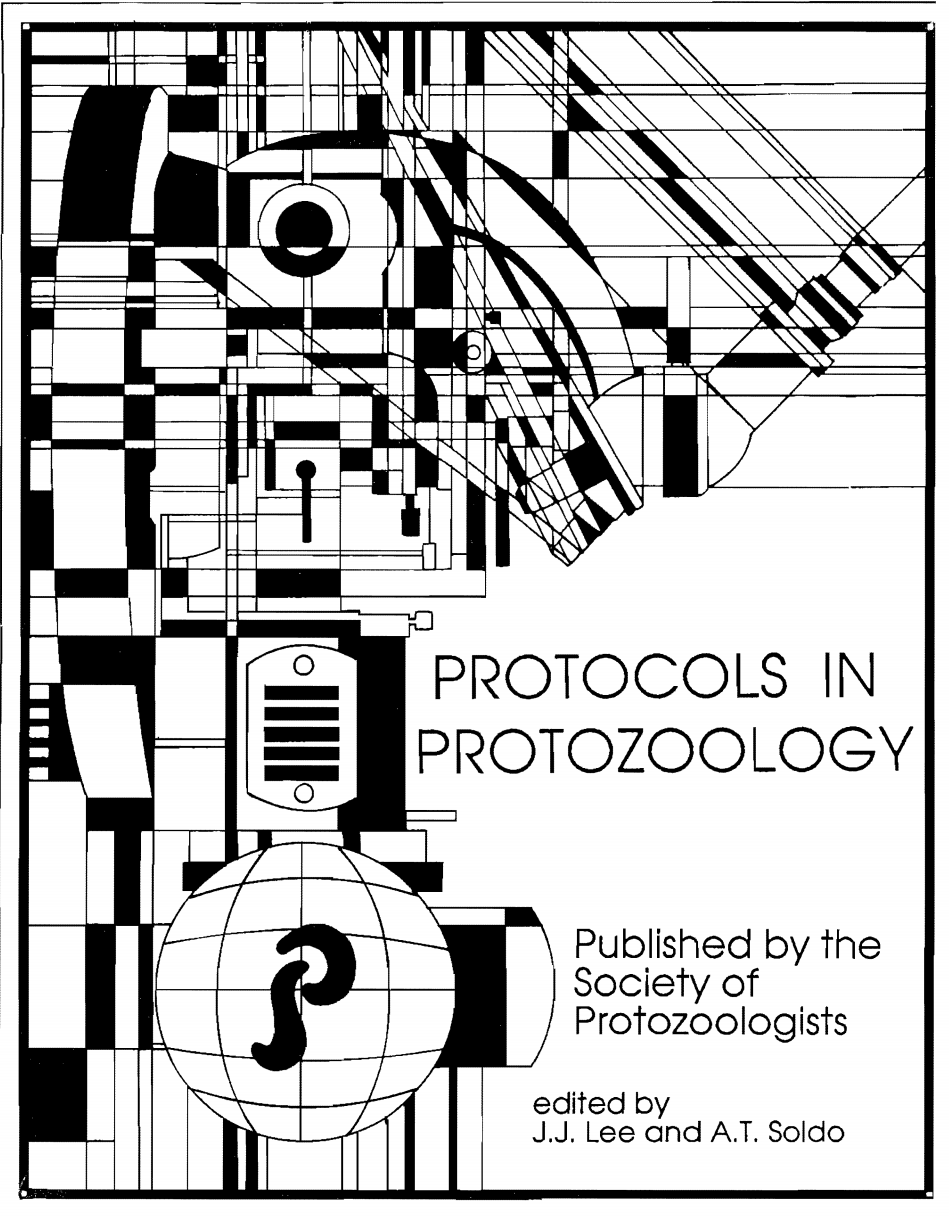 PROTOCOLS IN
PROTOZOOLOGY
Published by the
Society of
Protozoologists
edited by
J.J. Lee and A.T. Soldo